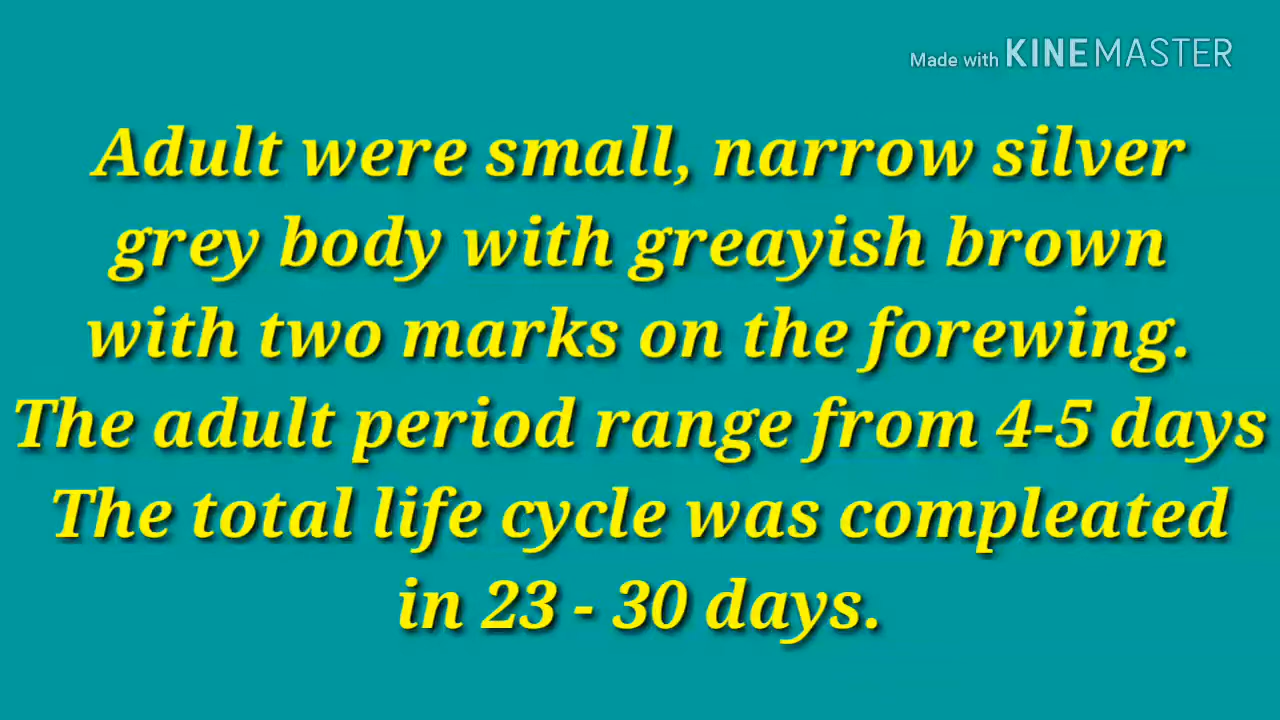 Made with KINEMASTER
Adult were small, narrow silver
grey body with greayish brown
with two marks on the forewing.
The adult period range from 4-5 days
The total life cycle was compleated
in 23 - 30 days.